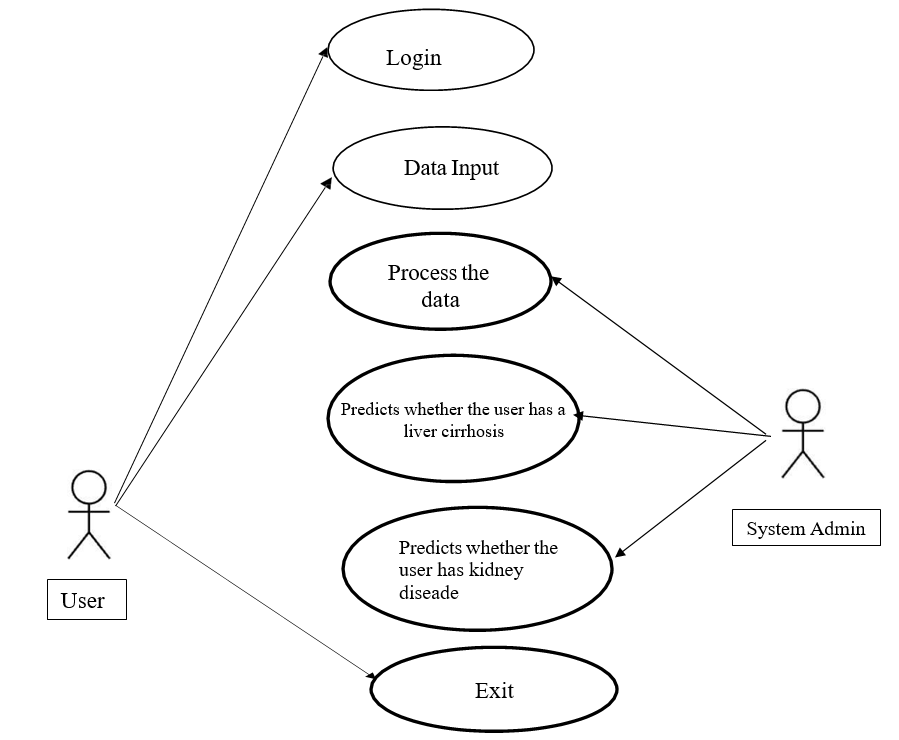 Login
Data Input
Process the
data
Predicts whether the user has a
liver cirrhosis
System Admin
Predicts whether the
user has kidney
diseade
User
Exit